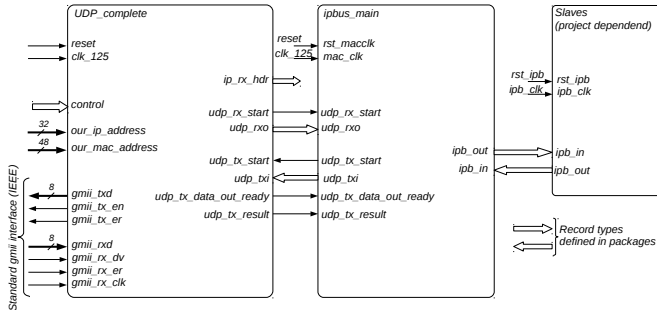 UDP_complete
reset
clk_125
ip_rx_hdr
control
udp_rx_start
32
our_ip_address
udp_rxo
48
our_mac_address
udp_tx_start
udp_txi
8
gmii_txd
udp_tx_data_out_ready
gmii_tx_en
udp_tx_result
gmii_tx_er
8
gmii_rxd
gmii_rx_dv
gmii_rx_er
gmii_rx_clk
Standard gmii interface (IEEE)
ipbus_main
reset
rst_macclk
clk_125
mac_clk
udp_rx_start
udp_rxo
udp_tx_start
ipb_out
udp_txi
ipb_in
udp_tx_data_out_ready
udp_tx_result
Slaves
(project dependend)
rst_ipb
rst_ipb
ipb_clk
ipb_clk
ipb_in
ipb_out
Record types
defined in packages